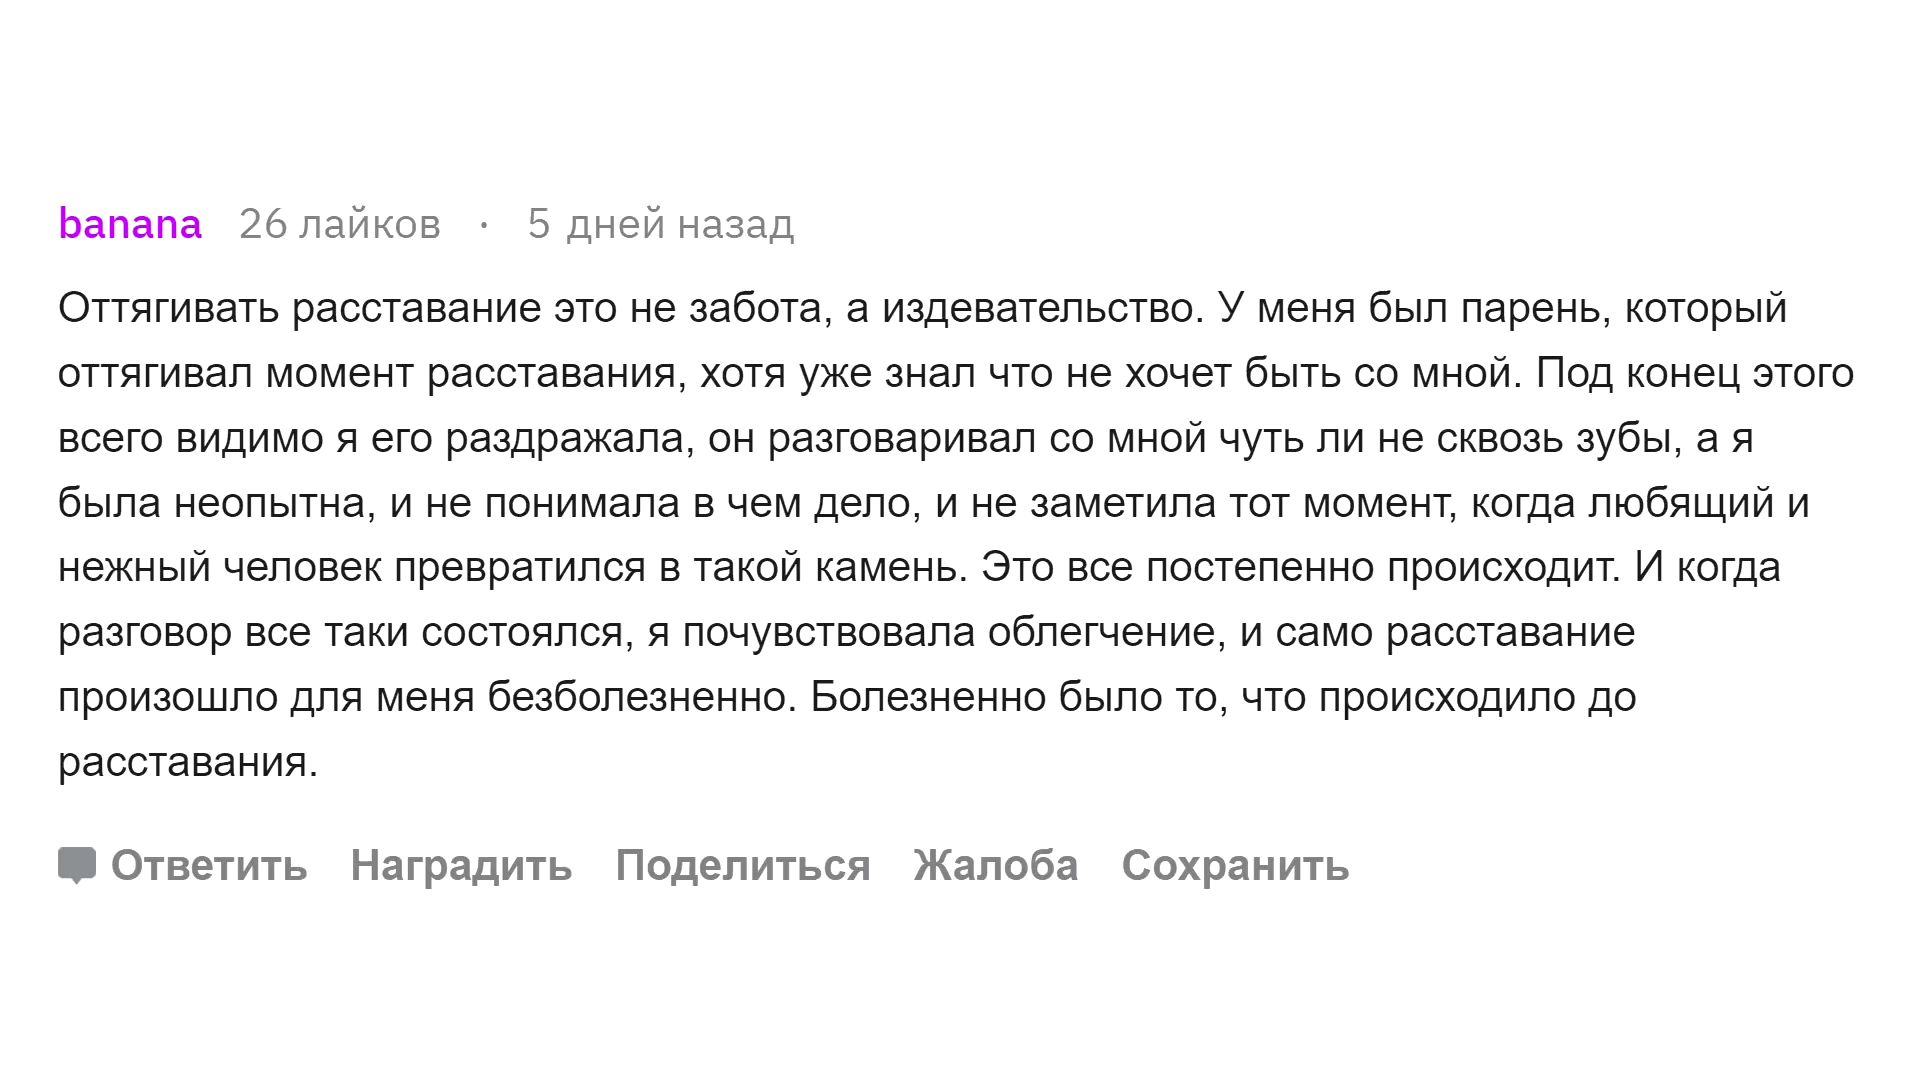 banana 26 лайков · 5 дней назад
Оттягивать расставание это не забота, а издевательство. У меня был парень, который
оттягивал момент расставания, хотя уже знал что не хочет быть со мной. Под конец этого
всего видимо я его раздражала, он разговаривал со мной чуть ли не сквозь зубы, а я
была неопытна, и не понимала в чем дело, и не заметила тот момент, когда любящий и
нежный человек превратился в такой камень. Это все постепенно происходит. И когда
разговор все таки состоялся, я почувствовала облегчение, и само расставание
произошло для меня безболезненно. Болезненно было то, что происходило до
расставания.
Ответить Наградить Поделиться Жалоба Сохранить